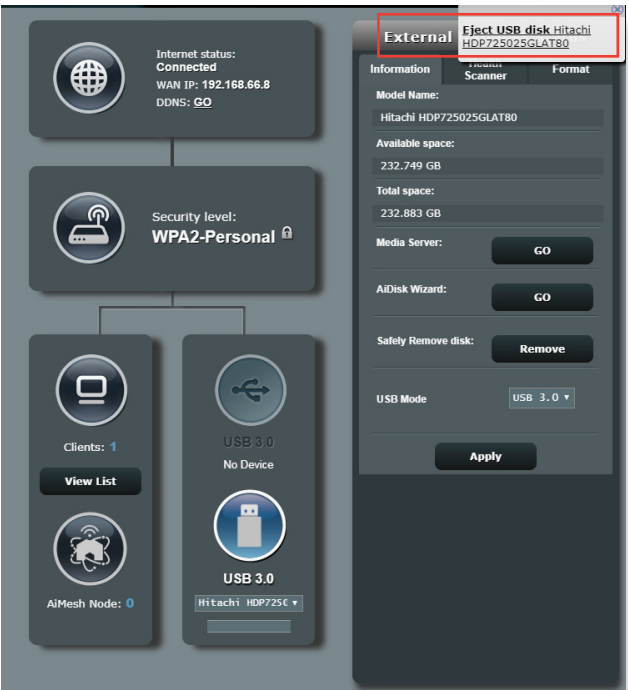 Internet status:
Connected
WAN IP: 192.168.66.8
DDNS: GO
Security level:
WPA2-Personal
Clients: 1
View List
AiMesh Node: 0
USB 3.0
No Device
USB 3.0
Hitachi HDP725
External
Eject USB disk Hitachi
HDP725025GLAT80
Information
Health
Scanner
Format
Model Name:
Hitachi HDP725025GLAT80
Available space:
232.749 GB
Total space:
232.883 GB
Media Server:
GO
AiDisk Wizard:
GO
Safely Remove disk:
Remove
USB Mode
USB 3.0
Apply